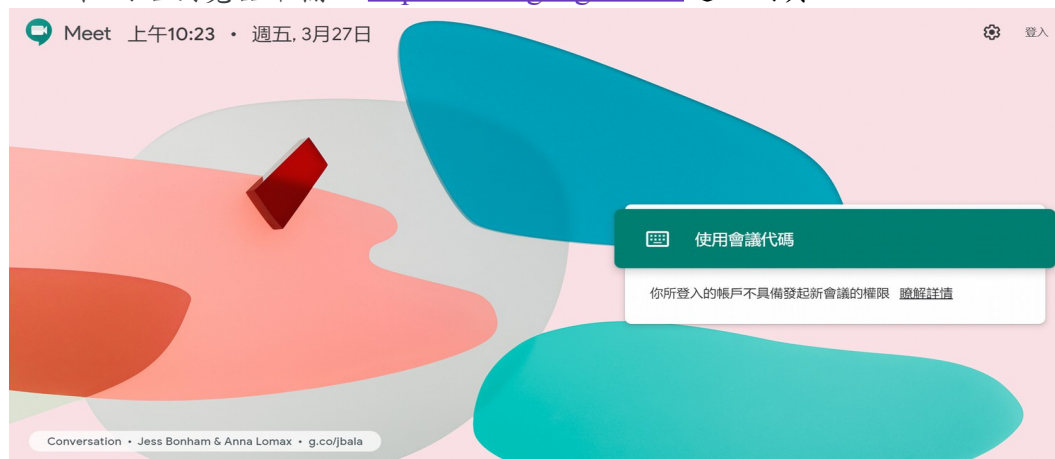 Meet 上午10:23 • 週五, 3月27日
登入
使用會議代碼
你所登入的帳戶不具備發起新會議的權限 瞭解詳情
Conversation • Jess Bonham & Anna Lomax • g.co/jbala